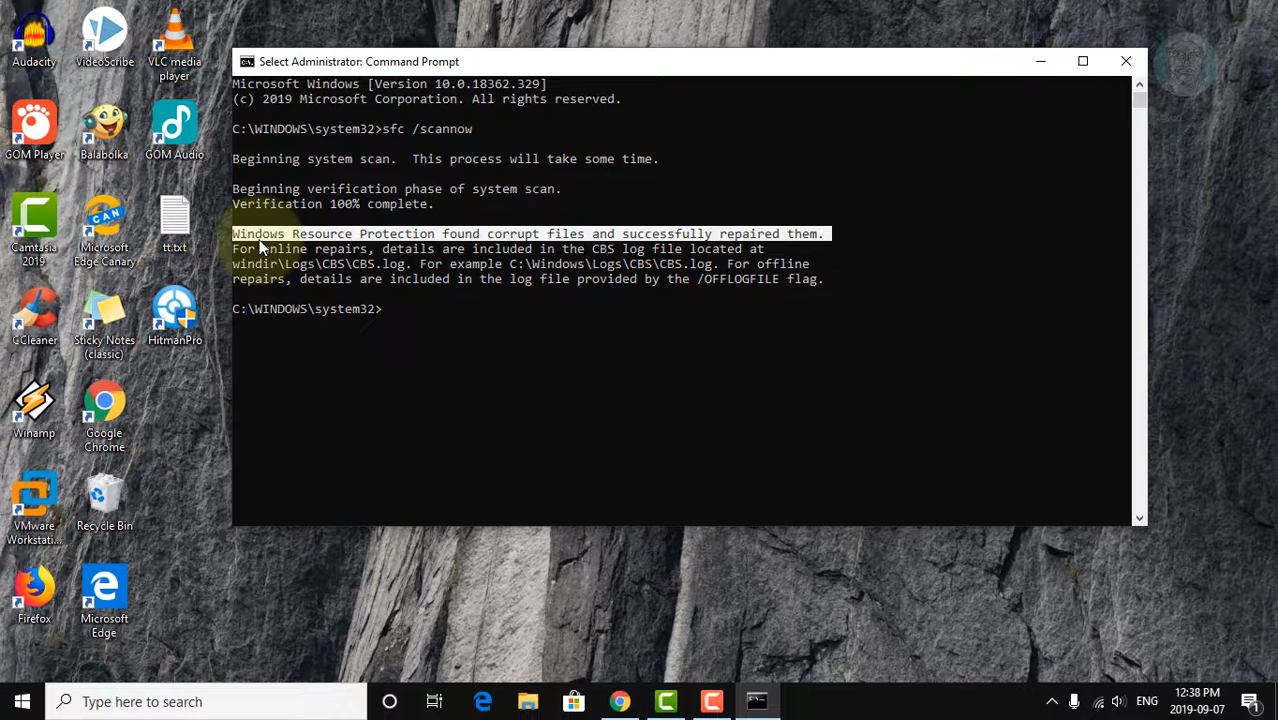 Audacity
VideoScribe
VLC media
player
GOM Player
Balabolka
GOM Audio
Camtasia
2019
CAN
Microsoft
Edge Canary
tt.txt
CCleaner
Sticky Notes
(classic)
HitmanPro
Winamp
Google
Chrome
VMware
Workstati...
Recycle Bin
Firefox
Microsoft
Edge
Select Administrator: Command Prompt
Microsoft Windows [Version 10.0.18362.329]
(c) 2019 Microsoft Corporation. All rights reserved.
C:\WINDOWS\system32>sfc /scannow
Beginning system scan.  This process will take some time.
Beginning verification phase of system scan.
Verification 100% complete.
Windows Resource Protection found corrupt files and successfully repaired them.
For online repairs, details are included in the CBS log file located at
windir\Logs\CBS\CBS.log. For example C:\Windows\Logs\CBS\CBS.log. For offline
repairs, details are included in the log file provided by the /OFFLOGFILE flag.
C:\WINDOWS\system32>
Type here to search
ENG
12:38 PM
2019-09-07
1